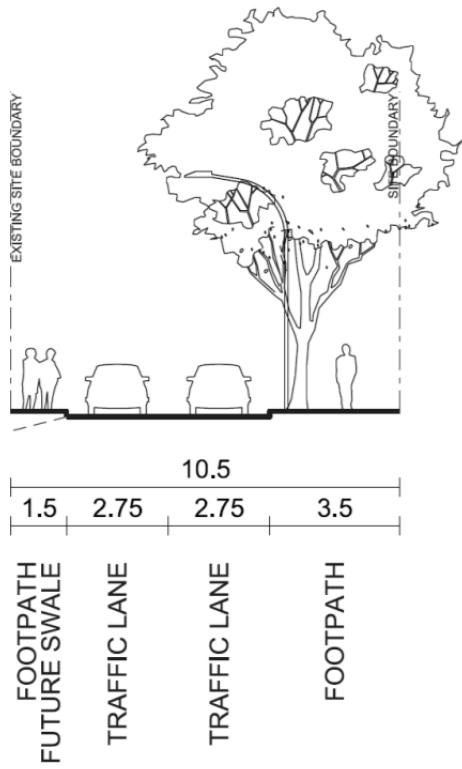 EXISTING SITE BOUNDARY
SITE BOUNDARY
10.5
1.5 2.75 2.75 3.5
FOOTPATH
FUTURE SWALE
TRAFFIC LANE
TRAFFIC LANE
FOOTPATH